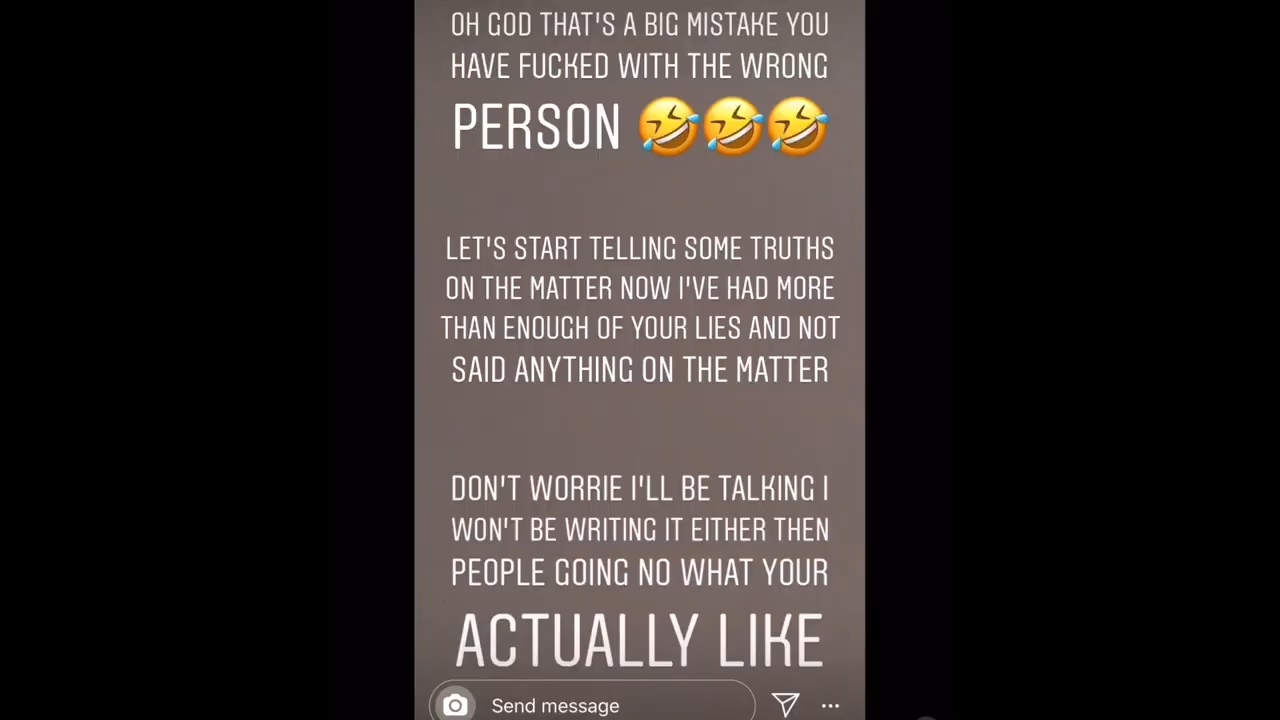 OH GOD THAT'S A BIG MISTAKE YOU
HAVE FUCKED WITH THE WRONG
PERSON 🤣🤣🤣
LET'S START TELLING SOME TRUTHS
ON THE MATTER NOW I'VE HAD MORE
THAN ENOUGH OF YOUR LIES AND NOT
SAID ANYTHING ON THE MATTER
DON'T WORRIE I'LL BE TALKING I
WON'T BE WRITING IT EITHER THEN
PEOPLE GOING NO WHAT YOUR
ACTUALLY LIKE
Send message